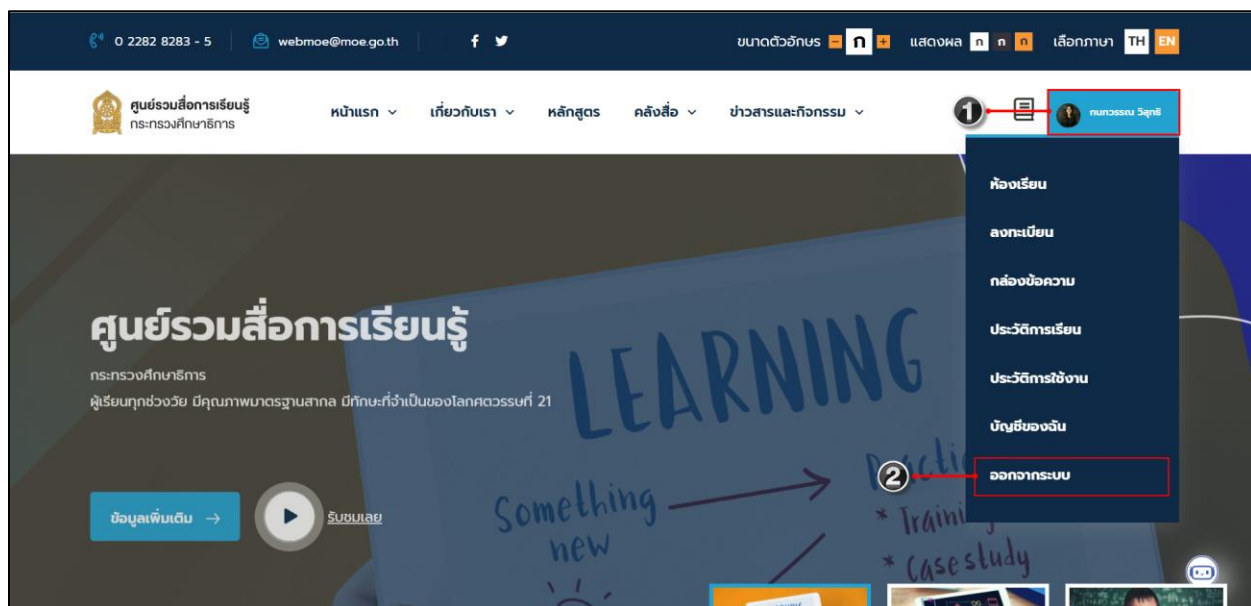 0 2282 8283 - 5
webmoe@moe.go.th
ขนาดตัวอักษร - ก +
แสดงผล ก ก ก
เลือกภาษา TH EN
ศูนย์รวมสื่อการเรียนรู้
กระทรวงศึกษาธิการ
หน้าแรก
เกี่ยวกับเรา
หลักสูตร
คลังสื่อ
ข่าวสารและกิจกรรม
1
กนกวรรณ วิสุทธิ
ห้องเรียน
ลงทะเบียน
กล่องข้อความ
ประวัติการเรียน
ประวัติการใช้งาน
บัญชีของฉัน
2
ออกจากระบบ
ศูนย์รวมสื่อการเรียนรู้
กระทรวงศึกษาธิการ
ผู้เรียนทุกช่วงวัย มีคุณภาพมาตรฐานสากล มีทักษะที่จำเป็นของโลกศตวรรษที่ 21
ข้อมูลเพิ่มเติม →
รับชมเลย
LEARNING
Something
new
* Case study